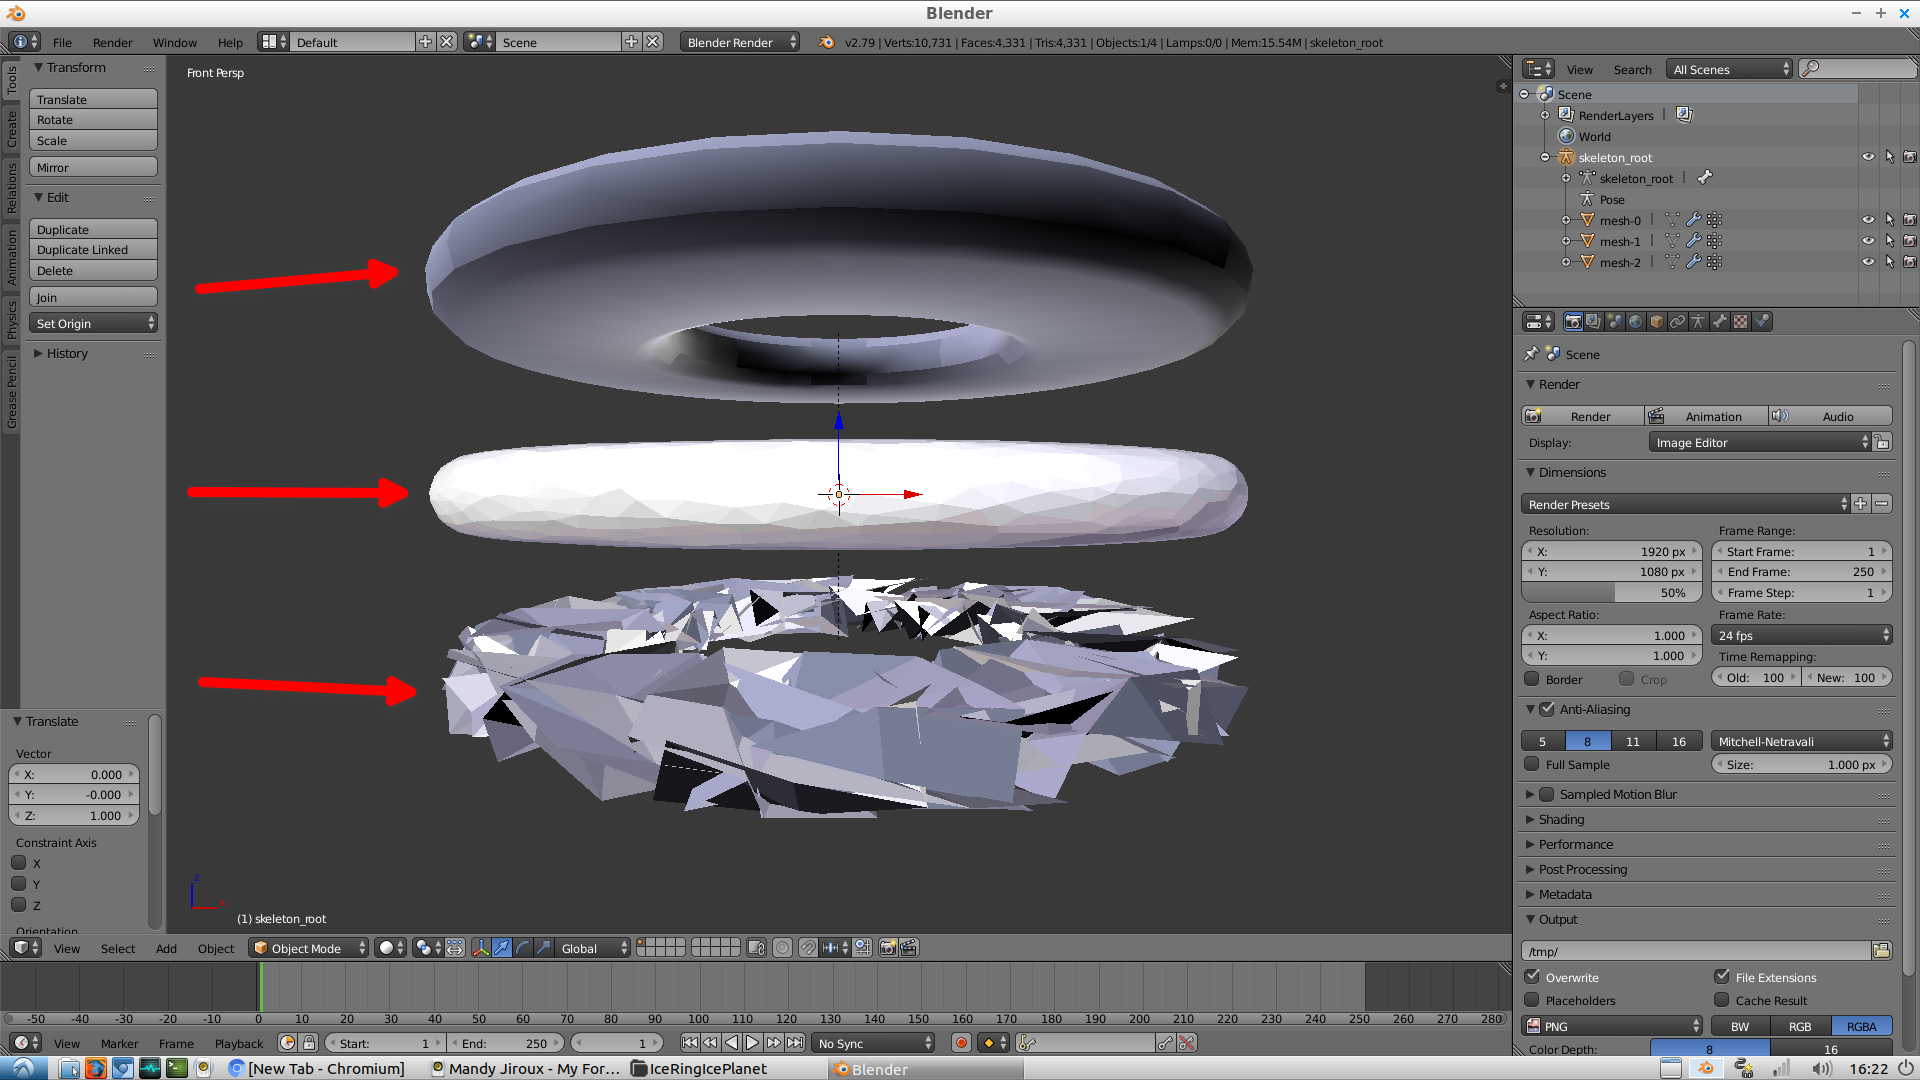 Blender
File Render Window Help Default Scene Blender Render v2.79 | Verts:10,731 | Faces:4,331 | Tris:4,331 | Objects:1/4 | Lamps:0/0 | Mem:15.54M | skeleton_root
Tools
Create
Relations
Animation
Physics
Grease Pencil
Transform
Translate
Rotate
Scale
Mirror
Edit
Duplicate
Duplicate Linked
Delete
Join
Set Origin
History
Translate
Vector
X: 0.000
Y: -0.000
Z: 1.000
Constraint Axis
X
Y
Z
Orientation
Front Persp
z
(1) skeleton_root
View Select Add Object Object Mode Global
View Search All Scenes
Scene
RenderLayers |
World
skeleton_root
skeleton_root |
Pose
mesh-0 |
mesh-1 |
mesh-2 |
Scene
Render
Render Animation Audio
Display: Image Editor
Dimensions
Render Presets
Resolution: Frame Range:
X: 1920 px Start Frame: 1
Y: 1080 px End Frame: 250
50% Frame Step: 1
Aspect Ratio: Frame Rate:
X: 1.000 24 fps
Y: 1.000 Time Remapping:
Border Crop Old: 100 New: 100
Anti-Aliasing
5 8 11 16 Mitchell-Netravali
Full Sample Size: 1.000 px
Sampled Motion Blur
Shading
Performance
Post Processing
Metadata
Output
/tmp/
Overwrite File Extensions
Placeholders Cache Result
PNG BW RGB RGBA
Color Depth: 8 16
-50 -40 -30 -20 -10 0 10 20 30 40 50 60 70 80 90 100 110 120 130 140 150 160 170 180 190 200 210 220 230 240 250 260 270 280
View Marker Frame Playback Start: 1 End: 250 1 No Sync
[New Tab - Chromium] Mandy Jiroux - My For... IceRingIcePlanet Blender 16:22